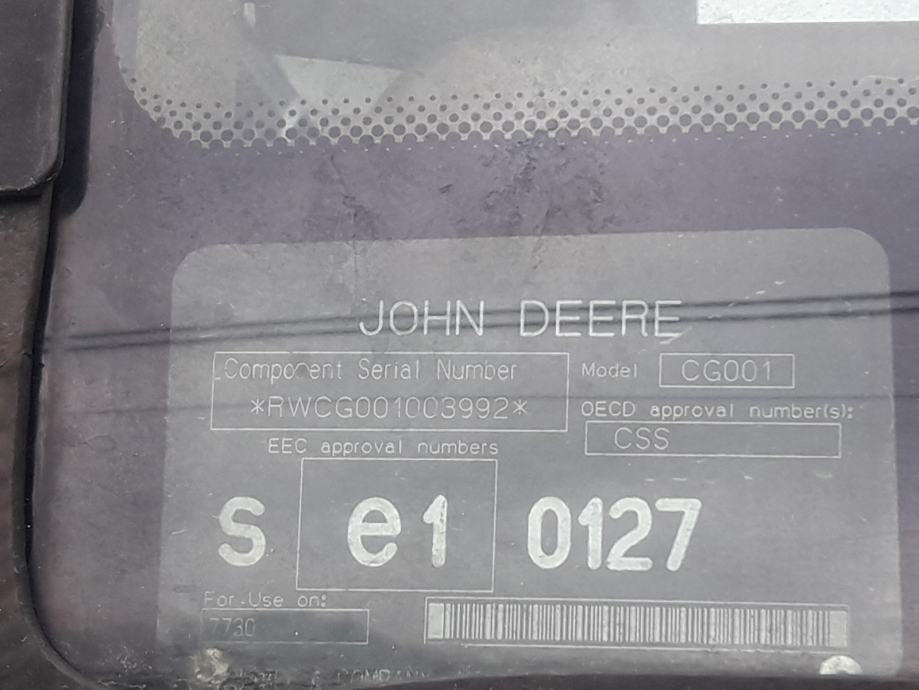 JOHN DEERE
Component Serial Number
*RWCG001003992*
Model CG001
OECD approval number(s):
CSS
EEC approval numbers
S e1 0127
For Use on:
7730
& COMPANY